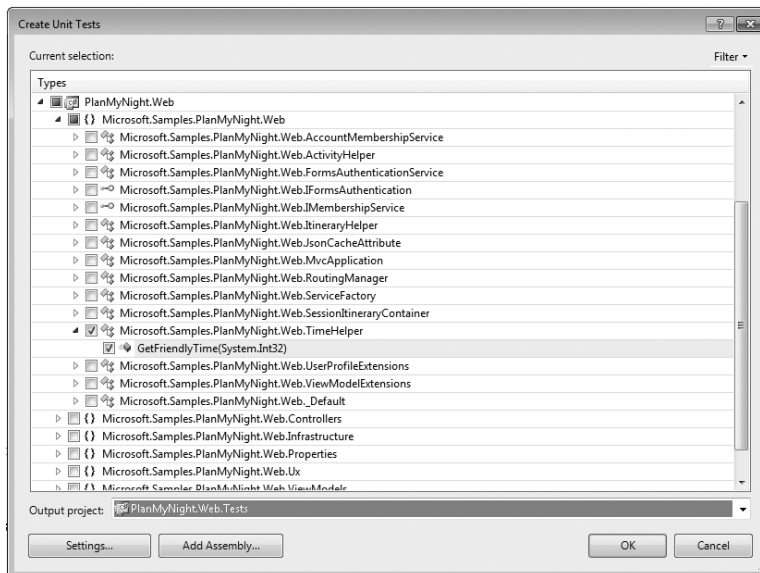 Create Unit Tests
Current selection:
Filter
Types
PlanMyNight.Web
{} Microsoft.Samples.PlanMyNight.Web
Microsoft.Samples.PlanMyNight.Web.AccountMembershipService
Microsoft.Samples.PlanMyNight.Web.ActivityHelper
Microsoft.Samples.PlanMyNight.Web.FormsAuthenticationService
Microsoft.Samples.PlanMyNight.Web.IFormsAuthentication
Microsoft.Samples.PlanMyNight.Web.IMembershipService
Microsoft.Samples.PlanMyNight.Web.ItineraryHelper
Microsoft.Samples.PlanMyNight.Web.JsonCacheAttribute
Microsoft.Samples.PlanMyNight.Web.MvcApplication
Microsoft.Samples.PlanMyNight.Web.RoutingManager
Microsoft.Samples.PlanMyNight.Web.ServiceFactory
Microsoft.Samples.PlanMyNight.Web.SessionItineraryContainer
Microsoft.Samples.PlanMyNight.Web.TimeHelper
GetFriendlyTime(System.Int32)
Microsoft.Samples.PlanMyNight.Web.UserProfileExtensions
Microsoft.Samples.PlanMyNight.Web.ViewModelExtensions
Microsoft.Samples.PlanMyNight.Web._Default
{} Microsoft.Samples.PlanMyNight.Web.Controllers
{} Microsoft.Samples.PlanMyNight.Web.Infrastructure
{} Microsoft.Samples.PlanMyNight.Web.Properties
{} Microsoft.Samples.PlanMyNight.Web.Ux
{} Microsoft.Samples.PlanMyNight.Web.ViewModels
Output project: PlanMyNight.Web.Tests
Settings... Add Assembly... OK Cancel